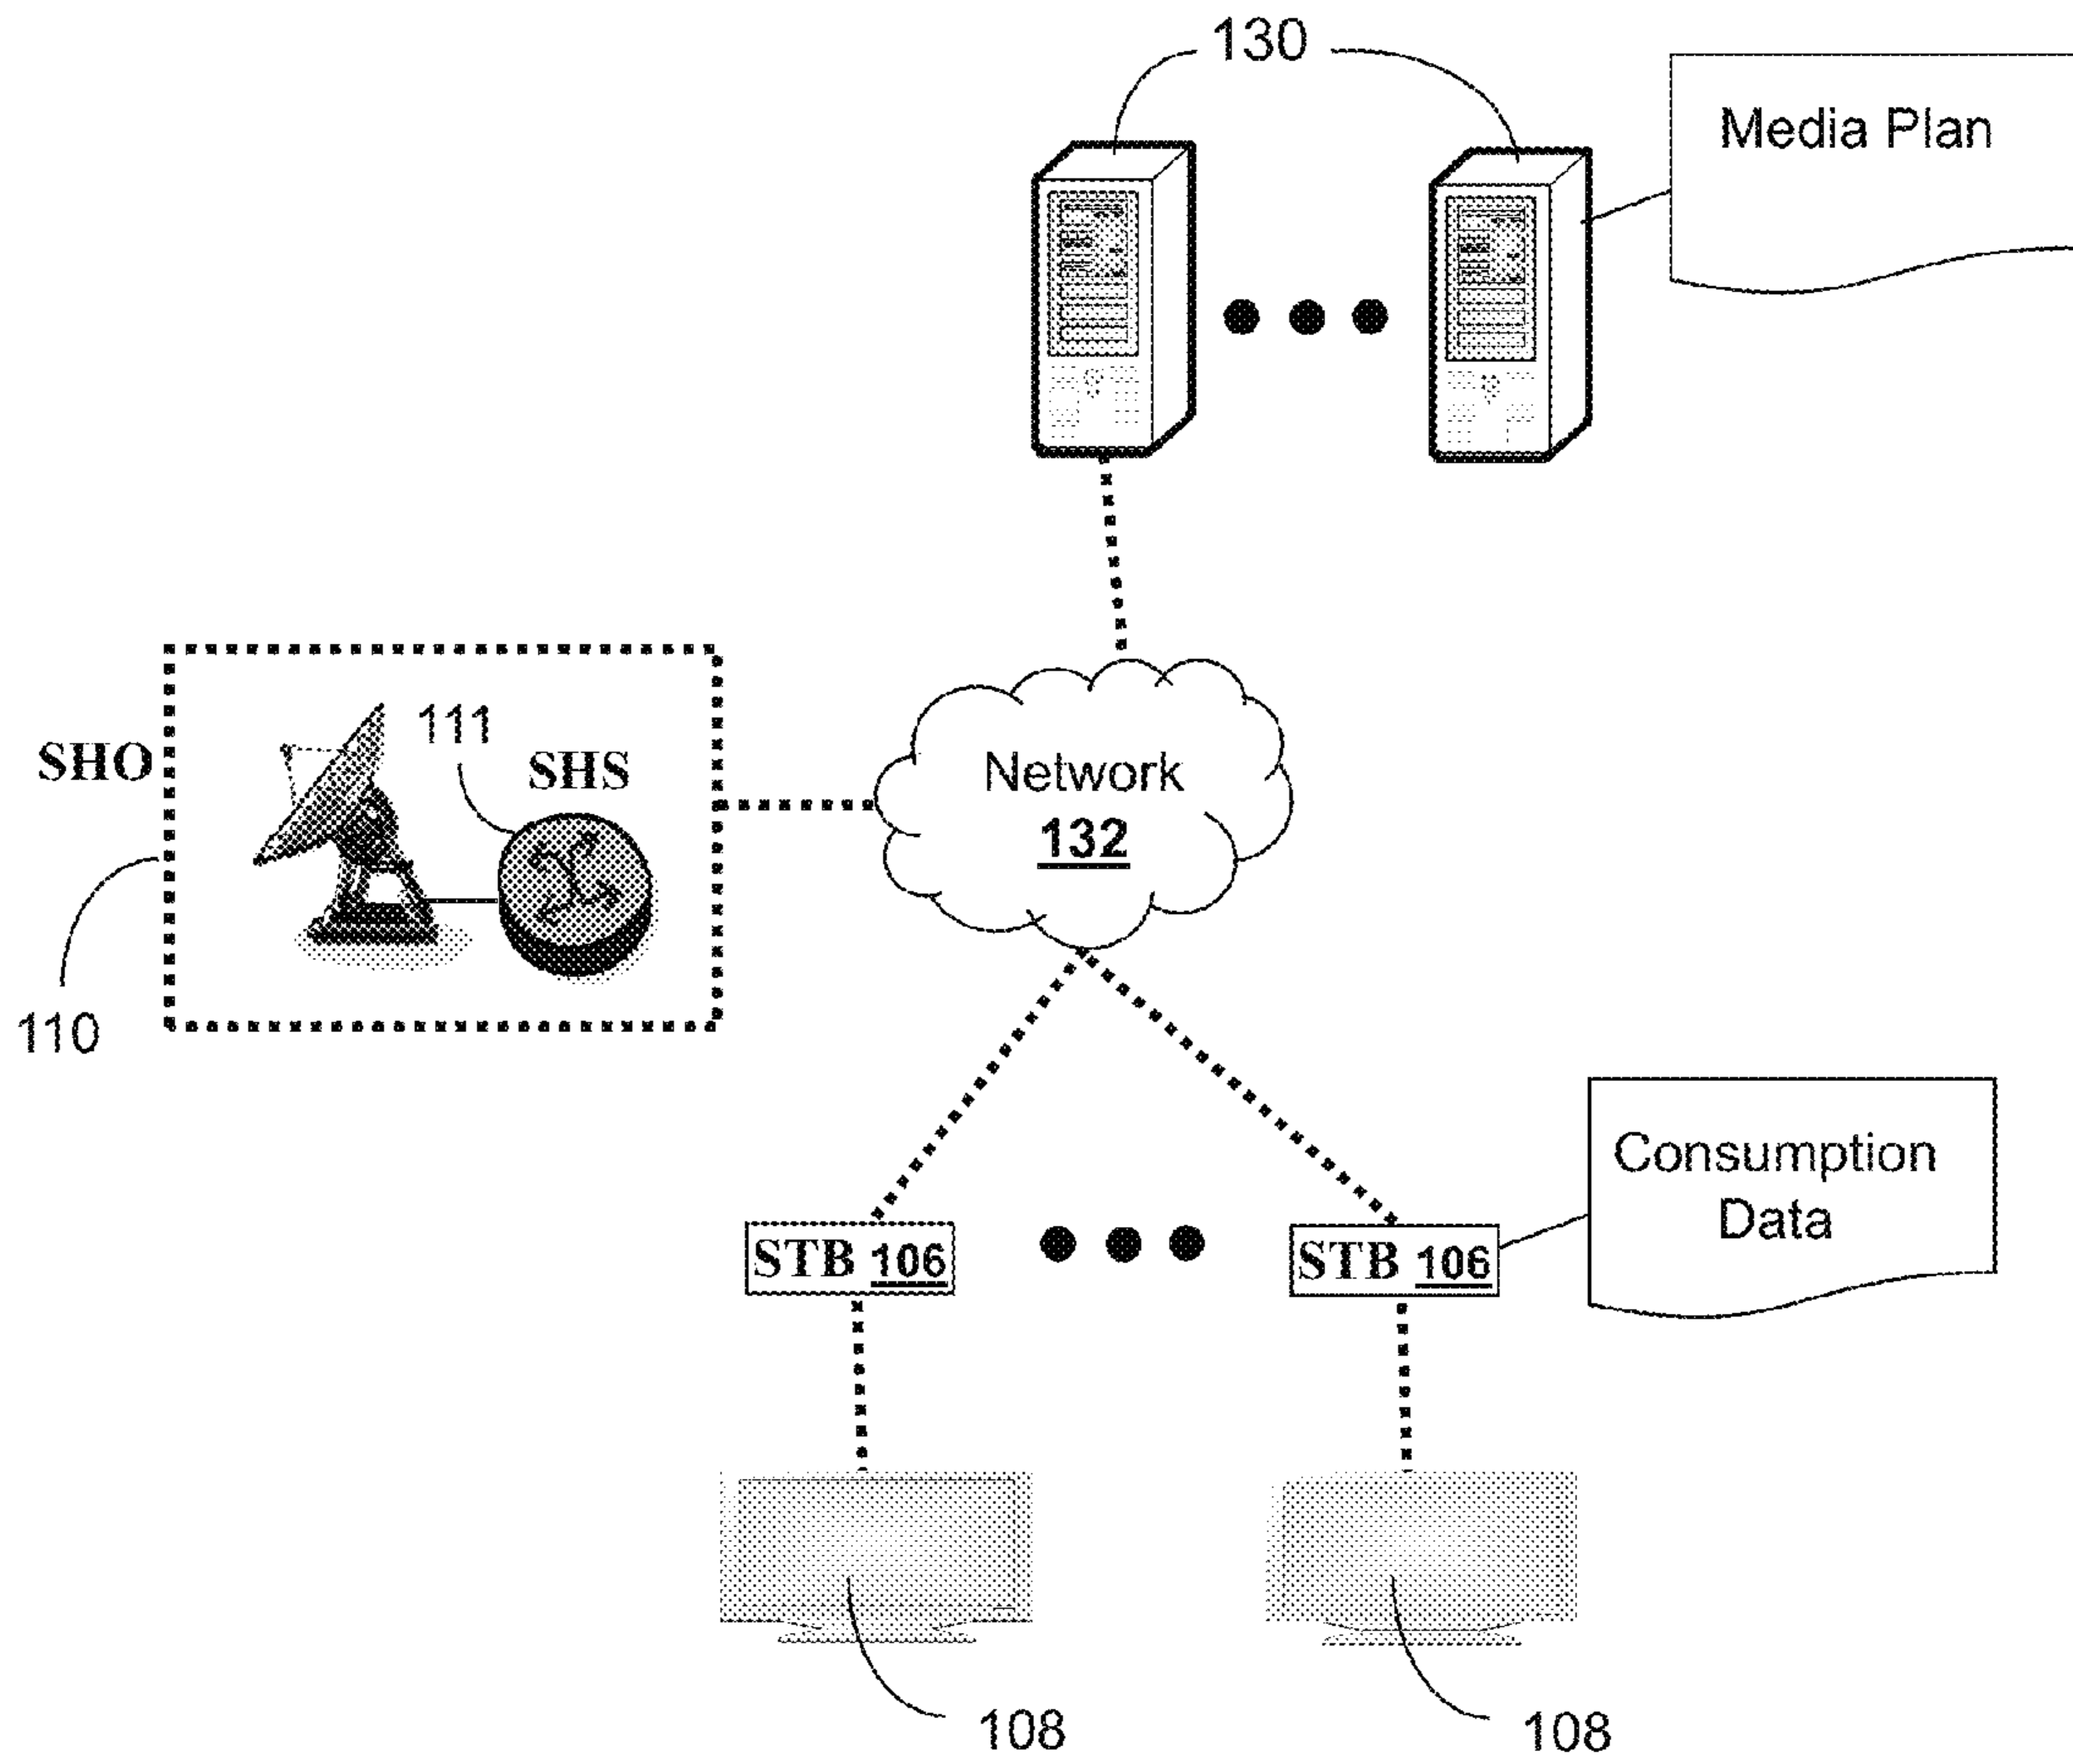 130
Media Plan
111
SHO
SHS
Network
132
110
Consumption
Data
STB 106
STB 106
108
108